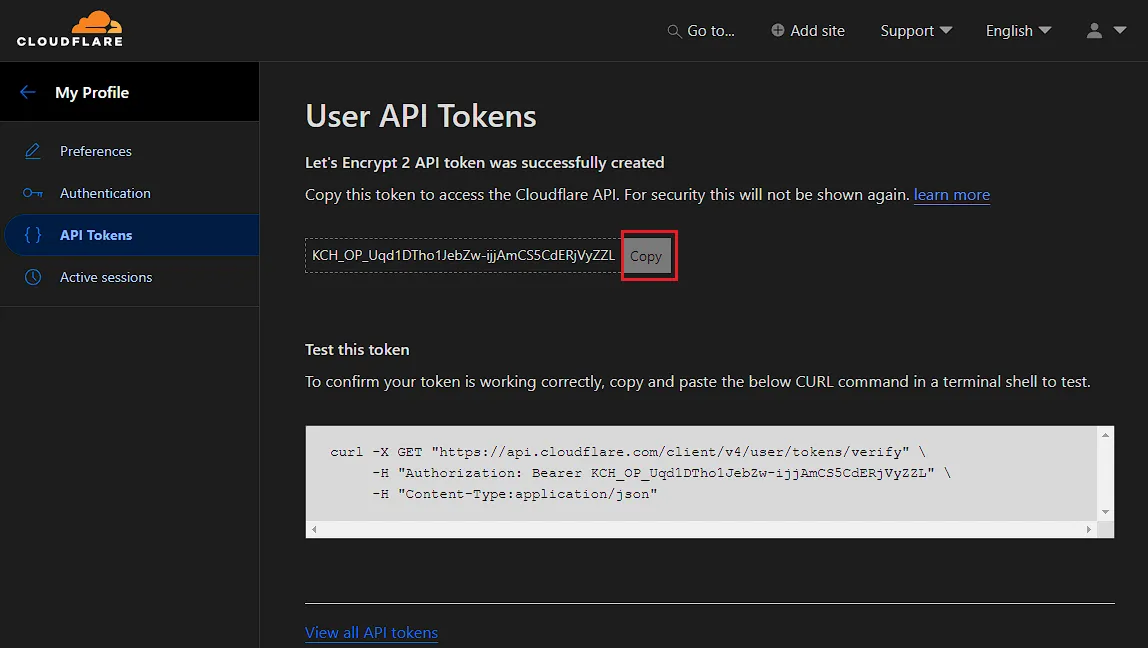 CLOUDFLARE
Go to...
Add site
Support
English
My Profile
Preferences
Authentication
API Tokens
Active sessions
User API Tokens
Let's Encrypt 2 API token was successfully created
Copy this token to access the Cloudflare API. For security this will not be shown again. learn more
KCH_OP_Uqd1DTho1JebZw-ijjAmCS5CdERjVyZZL
Copy
Test this token
To confirm your token is working correctly, copy and paste the below CURL command in a terminal shell to test.
curl -X GET "https://api.cloudflare.com/client/v4/user/tokens/verify" \
-H "Authorization: Bearer KCH_OP_Uqd1DTho1JebZw-ijjAmCS5CdERjVyZZL" \
-H "Content-Type:application/json"
View all API tokens